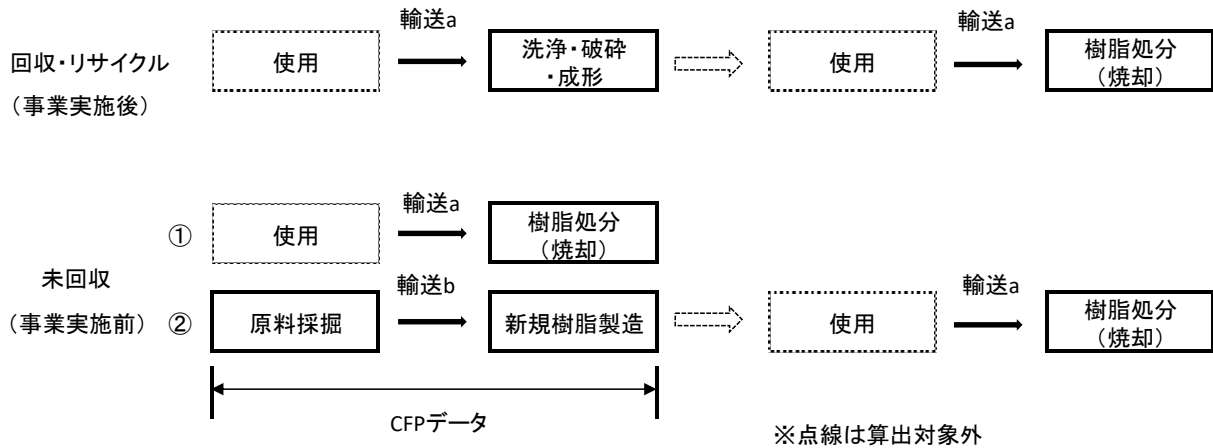 輸送a
輸送a
回収・リサイクル
(事業実施後)
使用
洗浄・破砕
・成形
使用
樹脂処分
(焼却)
輸送a
①
使用
樹脂処分
(焼却)
未回収
(事業実施前)
輸送b
輸送a
②
原料採掘
新規樹脂製造
使用
樹脂処分
(焼却)
CFPデータ
※点線は算出対象外